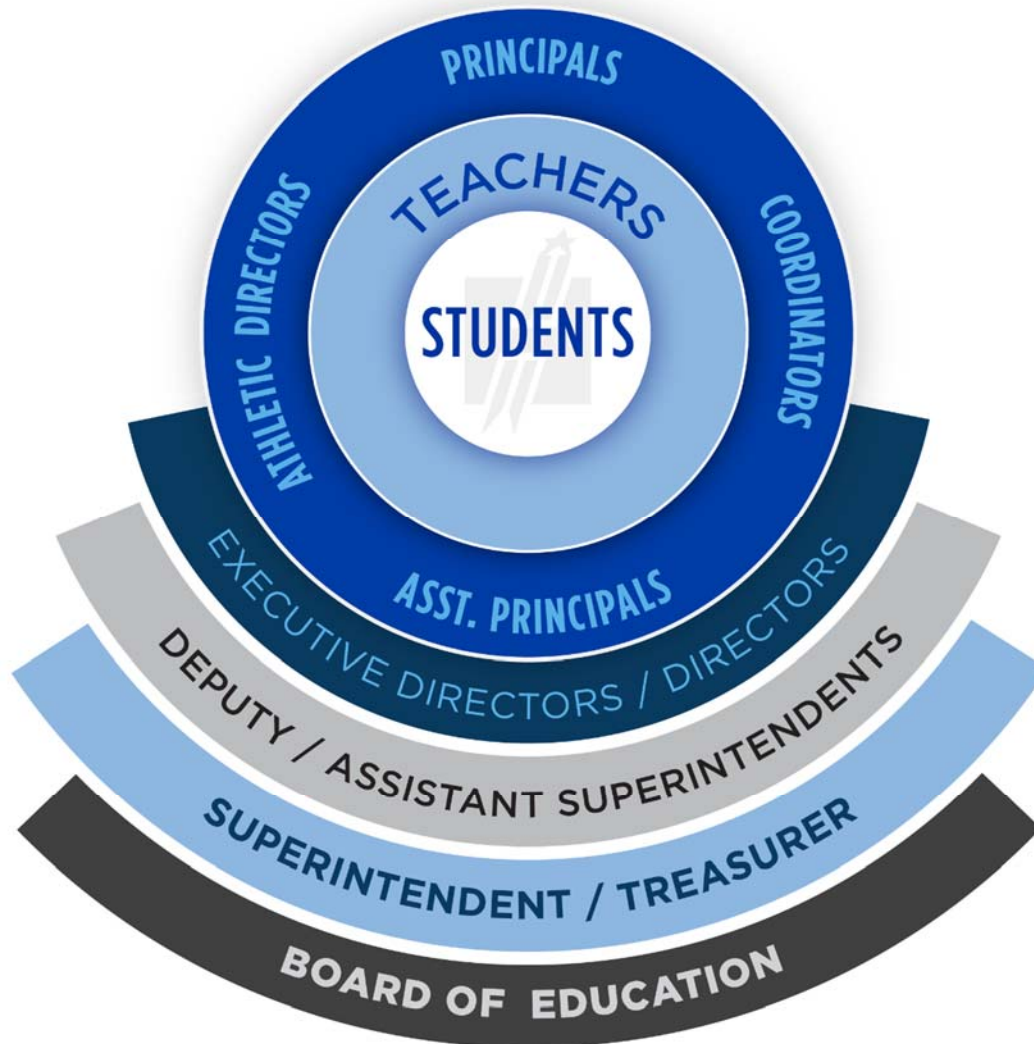 PRINCIPALS
TEACHERS
ATHLETIC DIRECTORS
COORDINATORS
STUDENTS
ASST. PRINCIPALS
EXECUTIVE DIRECTORS / DIRECTORS
DEPUTY / ASSISTANT SUPERINTENDENTS
SUPERINTENDENT / TREASURER
BOARD OF EDUCATION